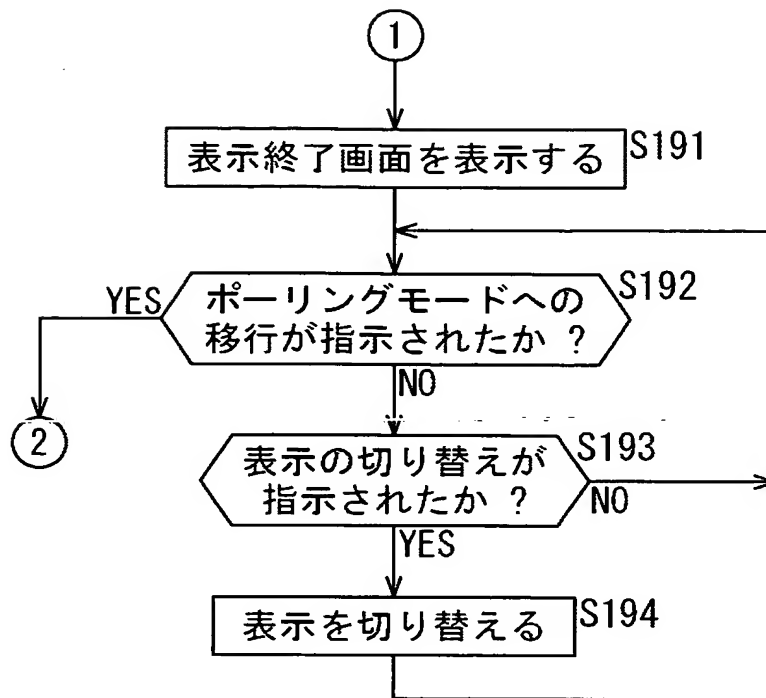 1
表示終了画面を表示する
S191
ポーリングモードへの
移行が指示されたか ?
S192
YES
NO
2
表示の切り替えが
指示されたか ?
S193
NO
YES
表示を切り替える
S194